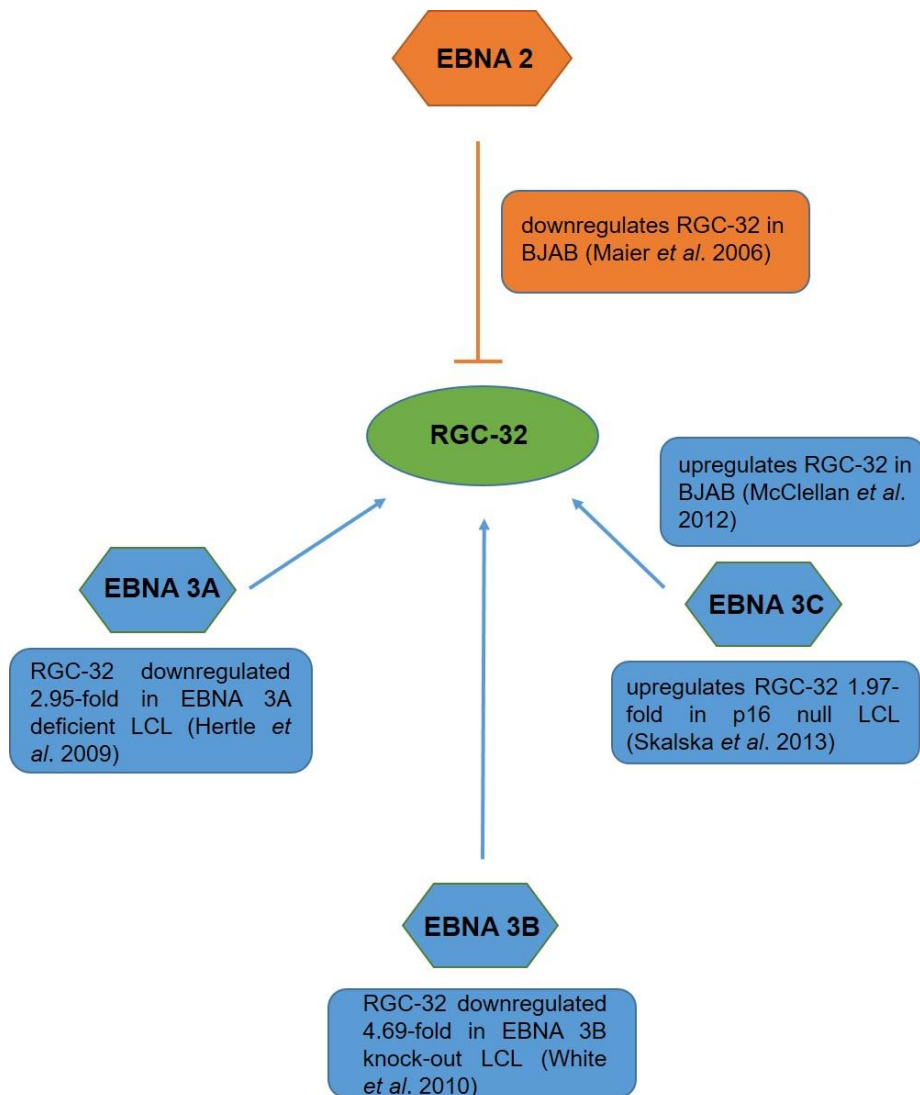 EBNA 2
downregulates RGC-32 in
BJAB (Maier et al. 2006)
RGC-32
upregulates RGC-32 in
BJAB (McClellan et al.
2012)
EBNA 3A
EBNA 3C
RGC-32 downregulated
2.95-fold in EBNA 3A
deficient LCL (Hertle et
al. 2009)
upregulates RGC-32 1.97-
fold in p16 null LCL
(Skalska et al. 2013)
EBNA 3B
RGC-32 downregulated
4.69-fold in EBNA 3B
knock-out LCL (White
et al. 2010)